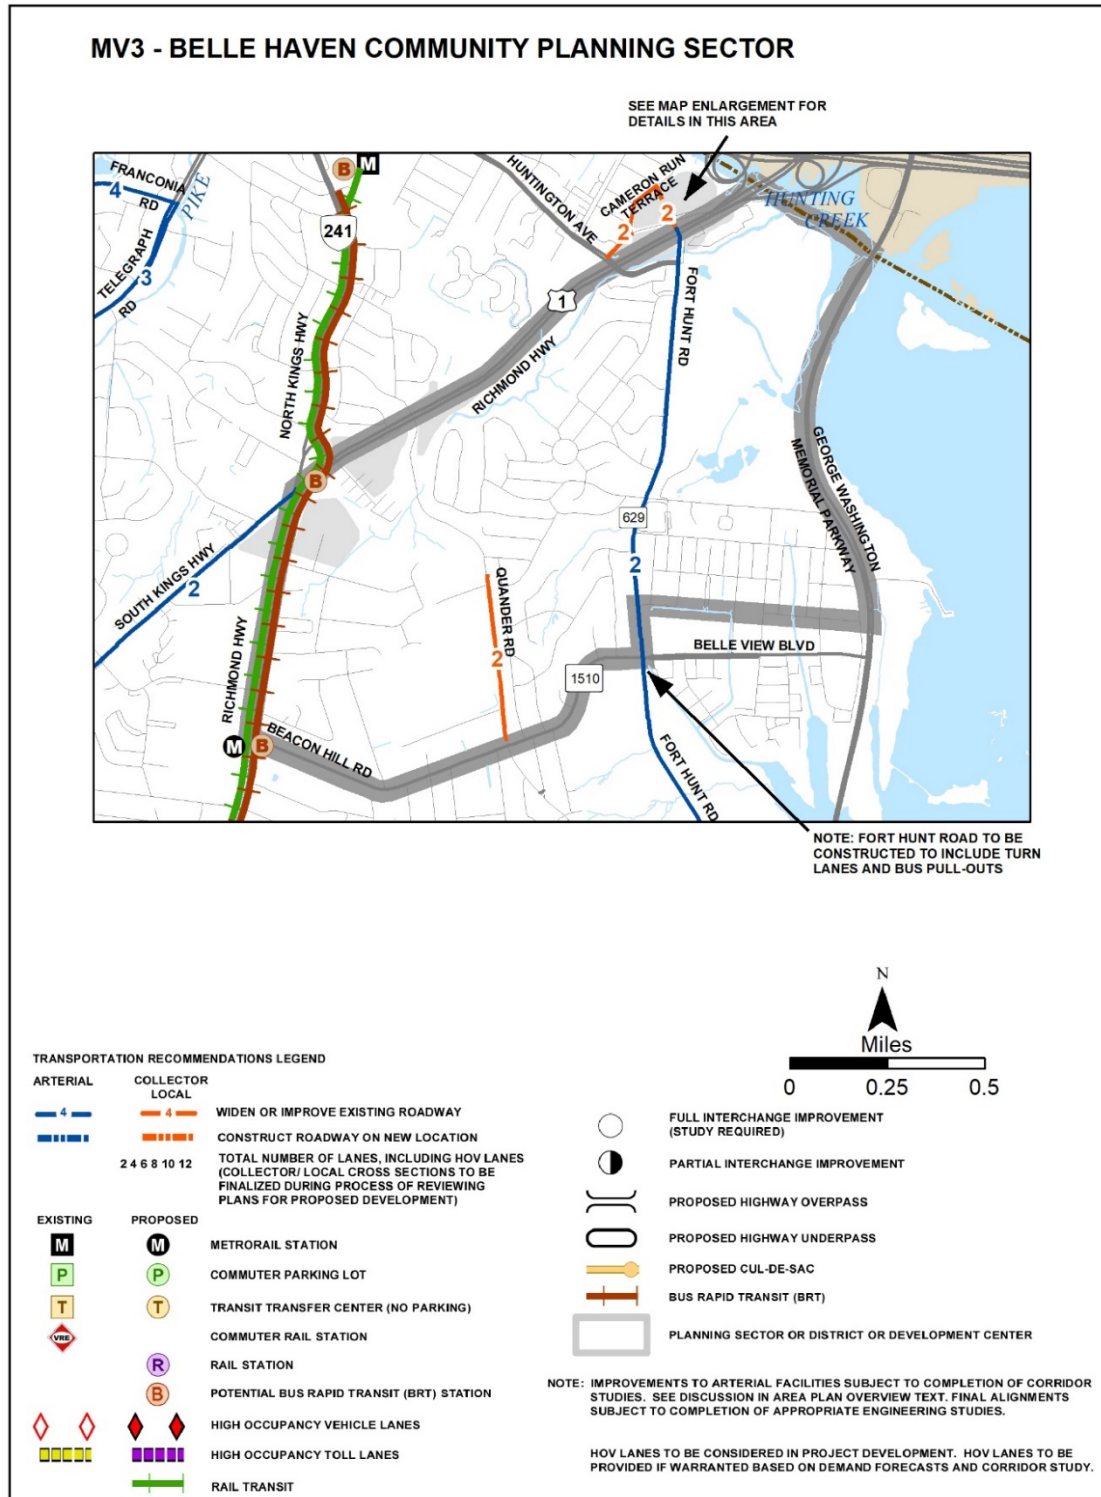 MV3 - BELLE HAVEN COMMUNITY PLANNING SECTOR
SEE MAP ENLARGEMENT FOR
DETAILS IN THIS AREA
FRANCONIA
RD
4
PIKE
TELEGRAPH
RD
3
B
M
241
HUNTINGTON AVE
CAMERON RUN
TERRACE
2
2
HUNTING
CREEK
1
RICHMOND HWY
NORTH KINGS HWY
FORT HUNT RD
B
SOUTH KINGS HWY
2
629
2
GEORGE WASHINGTON
MEMORIAL PARKWAY
QUANDER RD
2
BELLE VIEW BLVD
1510
RICHMOND HWY
M
B
BEACON HILL RD
FORT HUNT RD
NOTE: FORT HUNT ROAD TO BE
CONSTRUCTED TO INCLUDE TURN
LANES AND BUS PULL-OUTS
N
Miles
0 0.25 0.5
TRANSPORTATION RECOMMENDATIONS LEGEND
ARTERIAL
COLLECTOR
LOCAL
4 4 WIDEN OR IMPROVE EXISTING ROADWAY
CONSTRUCT ROADWAY ON NEW LOCATION
2 4 6 8 10 12 TOTAL NUMBER OF LANES, INCLUDING HOV LANES
(COLLECTOR/ LOCAL CROSS SECTIONS TO BE
FINALIZED DURING PROCESS OF REVIEWING
PLANS FOR PROPOSED DEVELOPMENT)
EXISTING PROPOSED
M M METRORAIL STATION
P P COMMUTER PARKING LOT
T T TRANSIT TRANSFER CENTER (NO PARKING)
VRE COMMUTER RAIL STATION
R RAIL STATION
B POTENTIAL BUS RAPID TRANSIT (BRT) STATION
HIGH OCCUPANCY VEHICLE LANES
HIGH OCCUPANCY TOLL LANES
RAIL TRANSIT
FULL INTERCHANGE IMPROVEMENT
(STUDY REQUIRED)
PARTIAL INTERCHANGE IMPROVEMENT
PROPOSED HIGHWAY OVERPASS
PROPOSED HIGHWAY UNDERPASS
PROPOSED CUL-DE-SAC
BUS RAPID TRANSIT (BRT)
PLANNING SECTOR OR DISTRICT OR DEVELOPMENT CENTER
NOTE: IMPROVEMENTS TO ARTERIAL FACILITIES SUBJECT TO COMPLETION OF CORRIDOR
STUDIES. SEE DISCUSSION IN AREA PLAN OVERVIEW TEXT. FINAL ALIGNMENTS
SUBJECT TO COMPLETION OF APPROPRIATE ENGINEERING STUDIES.
HOV LANES TO BE CONSIDERED IN PROJECT DEVELOPMENT. HOV LANES TO BE
PROVIDED IF WARRANTED BASED ON DEMAND FORECASTS AND CORRIDOR STUDY.